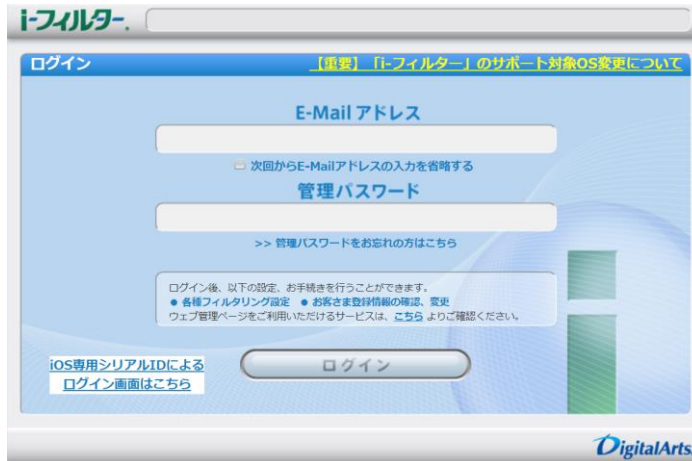 i-フィルター.
ログイン
【重要】「i-フィルター」のサポート対象OS変更について
E-Mail アドレス
次回からE-Mailアドレスの入力を省略する
管理パスワード
>> 管理パスワードをお忘れの方はこちら
ログイン後、以下の設定、お手続きを行うことができます。
● 各種フィルタリング設定 ● お客さま登録情報の確認、変更
ウェブ管理ページをご利用いただけるサービスは、こちら よりご確認ください。
iOS専用シリアルIDによる
ログイン画面はこちら
ログイン
DigitalArts